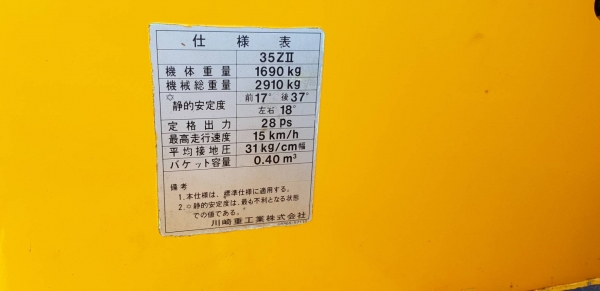 仕様表
35ZⅡ
機体重量 1690kg
機械総重量 2910kg
☆静的安定度 前17° 後37°
左右 18°
定格出力 28PS
最高走行速度 15km/h
平均接地圧 31kg/cm幅
バケット容量 0.40m³
備考
1.本仕様は、標準仕様に適用する。
2.○静的安定度は、最も不利となる状態
での値である。
川崎重工業株式会社